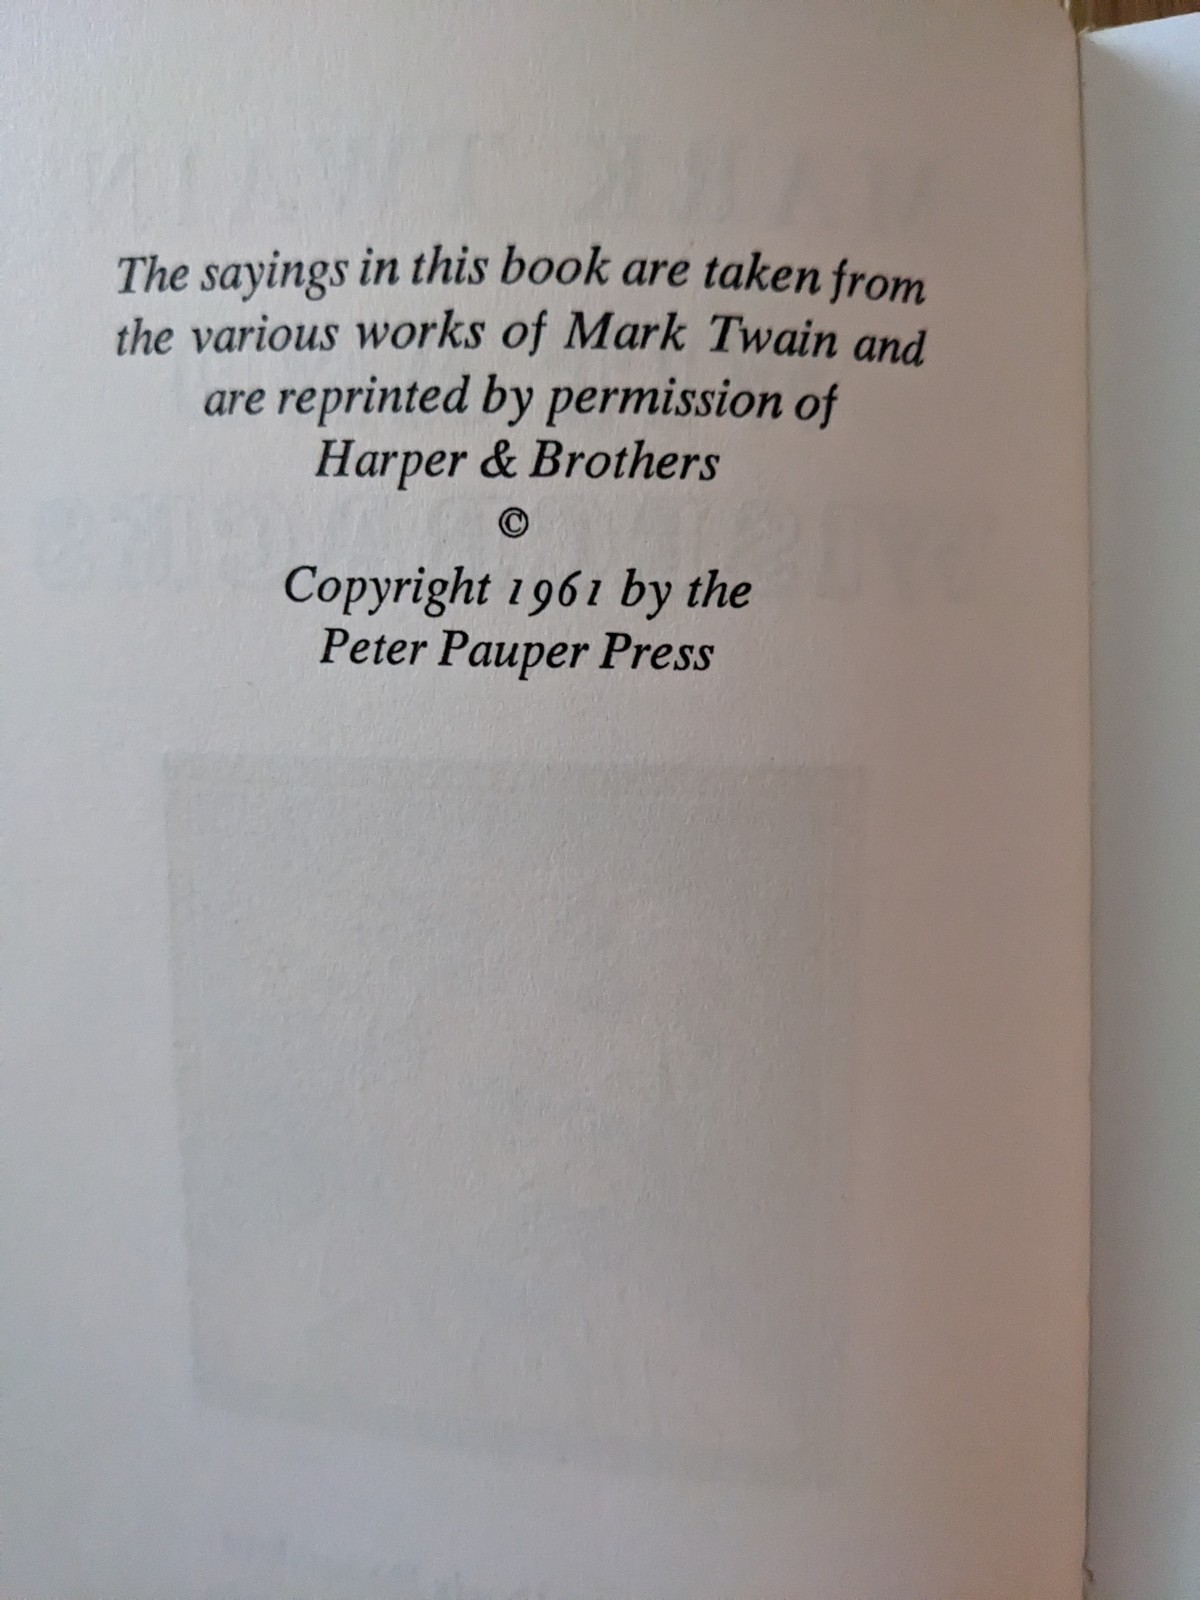 The sayings in this book are taken from
the various works of Mark Twain and
are reprinted by permission of
Harper & Brothers
©
Copyright 1961 by the
Peter Pauper Press